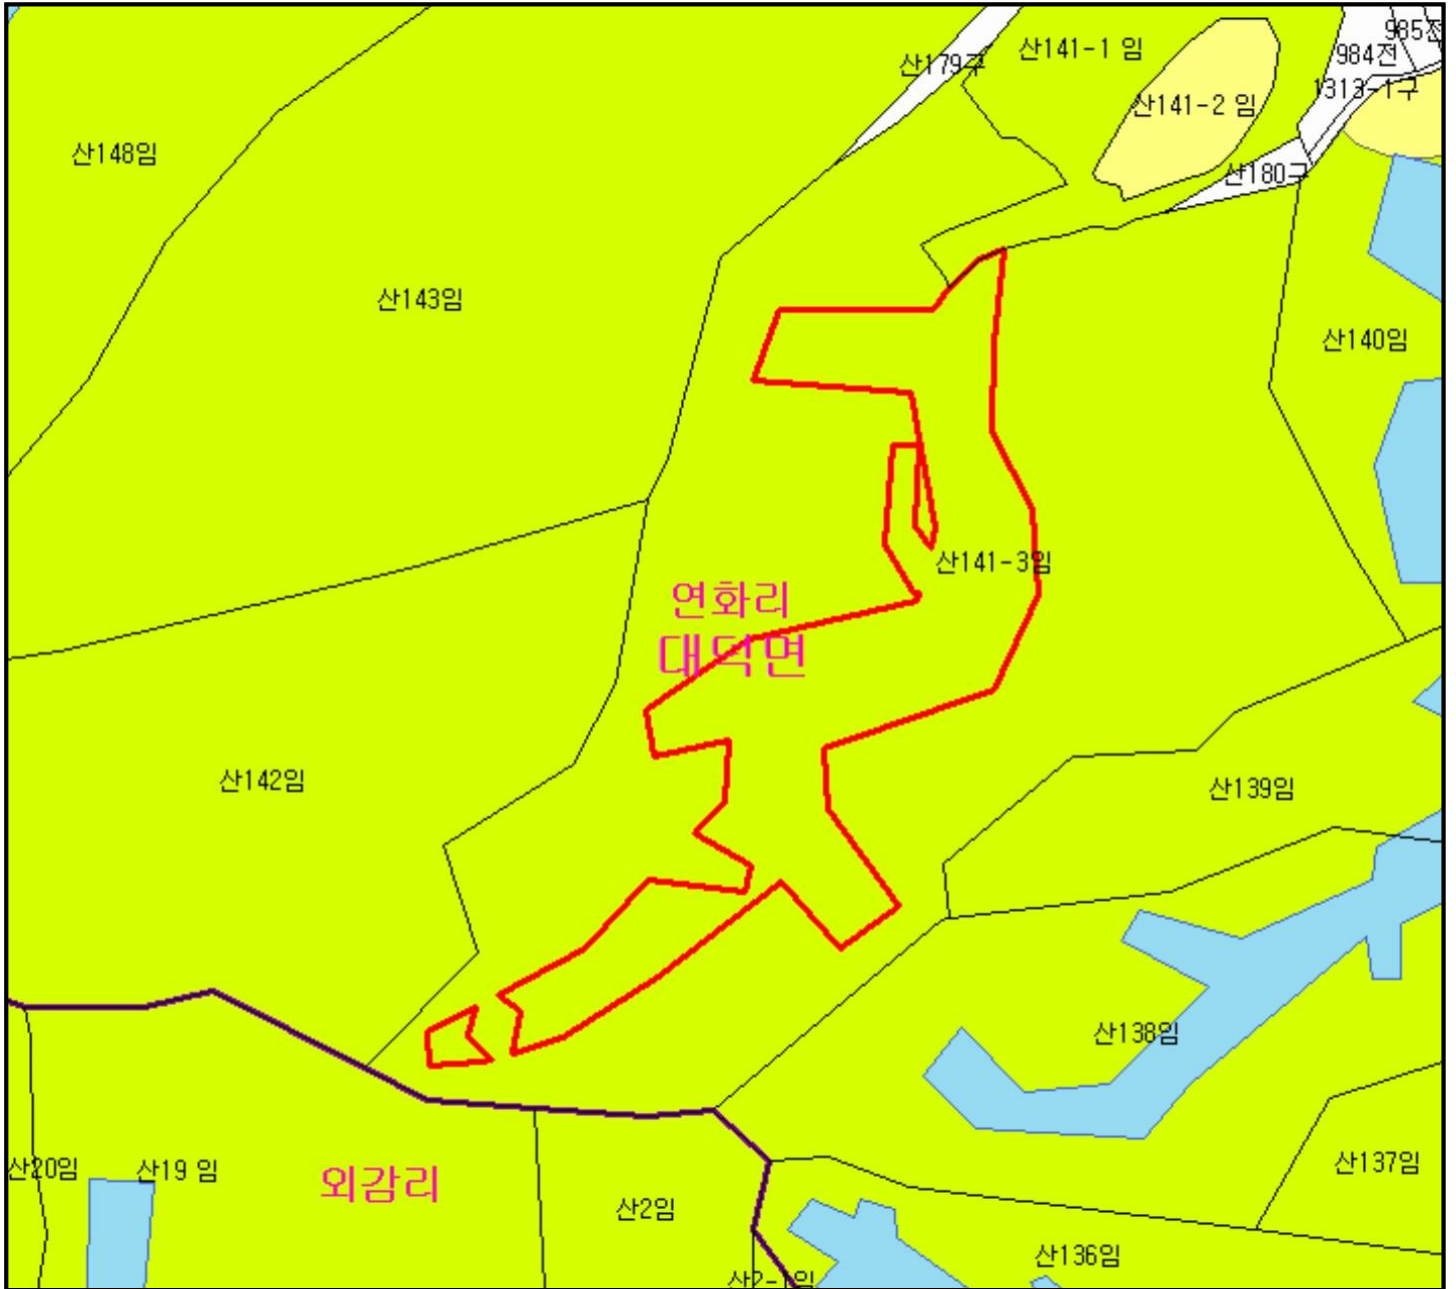 985전
984전
산141-1 임
산179구
1313-1구
산141-2 임
산148임
산180구
산143임
산140임
산141-3임
연화리
대덕면
산142임
산139임
산138임
산137임
산20임
산19 임
외감리
산2임
산136임
산2-1임